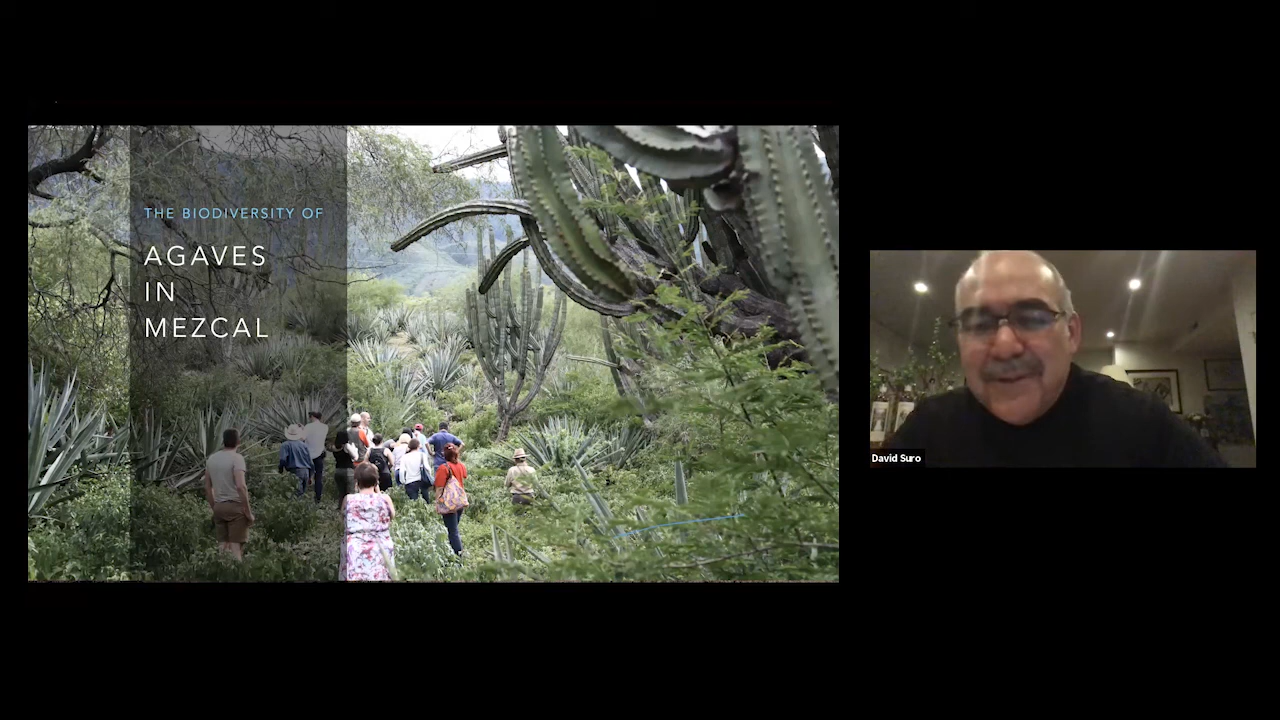 THE BIODIVERSITY OF
AGAVES
IN
MEZCAL
David Suro